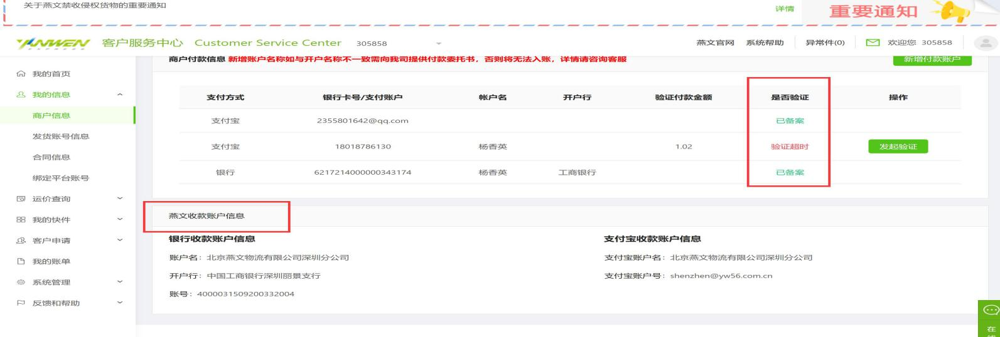 关于燕文禁收侵权货物的重要通知
详情
重要通知
YANWEN
EXPRESS
客户服务中心 Customer Service Center 305858
燕文官网 系统帮助 异常件(0) 欢迎您 305858
商户付款信息 新增账户名称如与开户名称不一致需向我司提供付款委托书，否则将无法入账，详情请咨询客服
新增付款账户
我的首页
我的信息
商户信息
发货账号信息
合同信息
绑定平台账号
运价查询
我的快件
客户申请
我的账单
系统管理
反馈和帮助
支付方式 银行卡号/支付账户 帐户名 开户行 验证付款金额 是否验证 操作
支付宝 2355801642@qq.com 已备案
支付宝 18018786130 杨香英 1.02 验证超时 发起验证
银行 6217214000000343174 杨香英 工商银行 已备案
燕文收款账户信息
银行收款账户信息
账户名：北京燕文物流有限公司深圳分公司
开户行：中国工商银行深圳丽景支行
账号：4000031509200332004
支付宝收款账户信息
支付宝账户名：北京燕文物流有限公司深圳分公司
支付宝账户号：shenzhen@yw56.com.cn
在